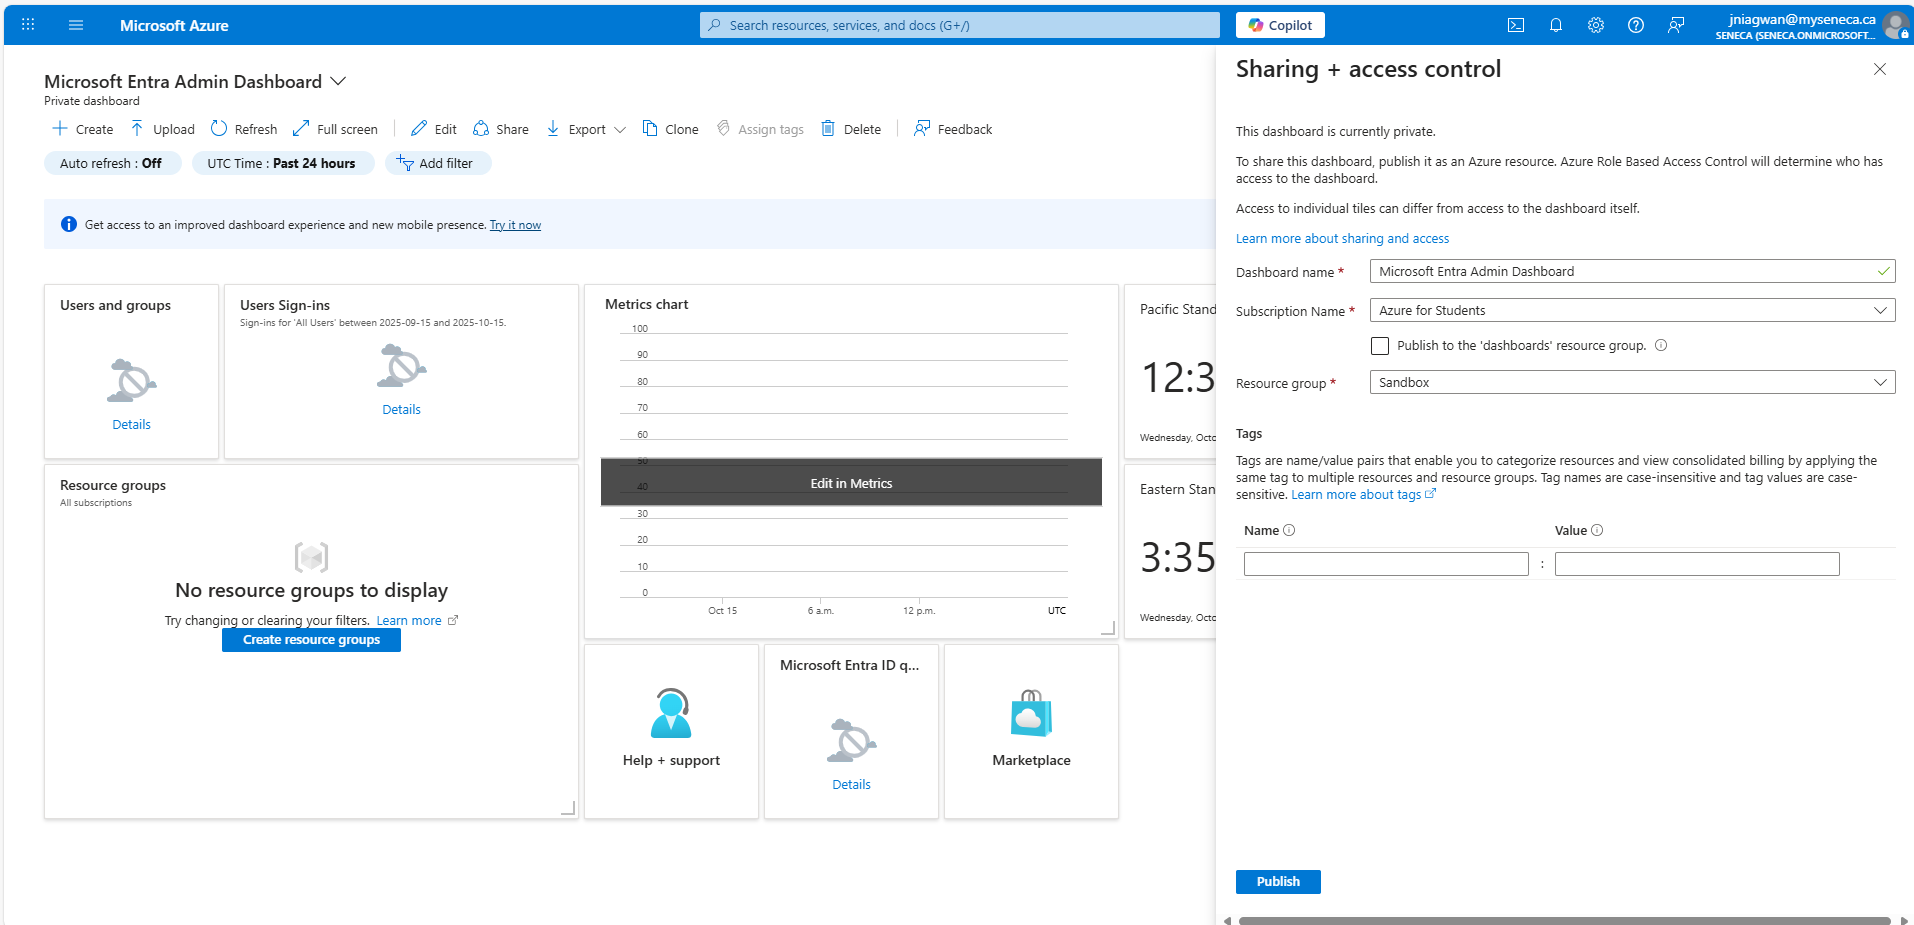 Microsoft Azure
Search resources, services, and docs (G+/)
Copilot
jniagwan@myseneca.ca
SENECA (SENECA.ONMICROSOFT...
Microsoft Entra Admin Dashboard
Private dashboard
Create Upload Refresh Full screen Edit Share Export Clone Assign tags Delete Feedback
Auto refresh : Off UTC Time : Past 24 hours Add filter
Get access to an improved dashboard experience and new mobile presence. Try it now
Users and groups
Details
Users Sign-ins
Sign-ins for 'All Users' between 2025-09-15 and 2025-10-15.
Details
Metrics chart
100
90
80
70
60
50
Edit in Metrics
40
30
20
10
0
Oct 15 6 a.m. 12 p.m. UTC
Pacific Stand
12:3
Wednesday, Octo
Eastern Stan
3:35
Wednesday, Octo
Resource groups
All subscriptions
No resource groups to display
Try changing or clearing your filters. Learn more
Create resource groups
Help + support
Microsoft Entra ID q...
Details
Marketplace
Sharing + access control
This dashboard is currently private.
To share this dashboard, publish it as an Azure resource. Azure Role Based Access Control will determine who has
access to the dashboard.
Access to individual tiles can differ from access to the dashboard itself.
Learn more about sharing and access
Dashboard name * Microsoft Entra Admin Dashboard
Subscription Name * Azure for Students
Publish to the 'dashboards' resource group.
Resource group * Sandbox
Tags
Tags are name/value pairs that enable you to categorize resources and view consolidated billing by applying the
same tag to multiple resources and resource groups. Tag names are case-insensitive and tag values are case-
sensitive. Learn more about tags
Name Value
:
Publish